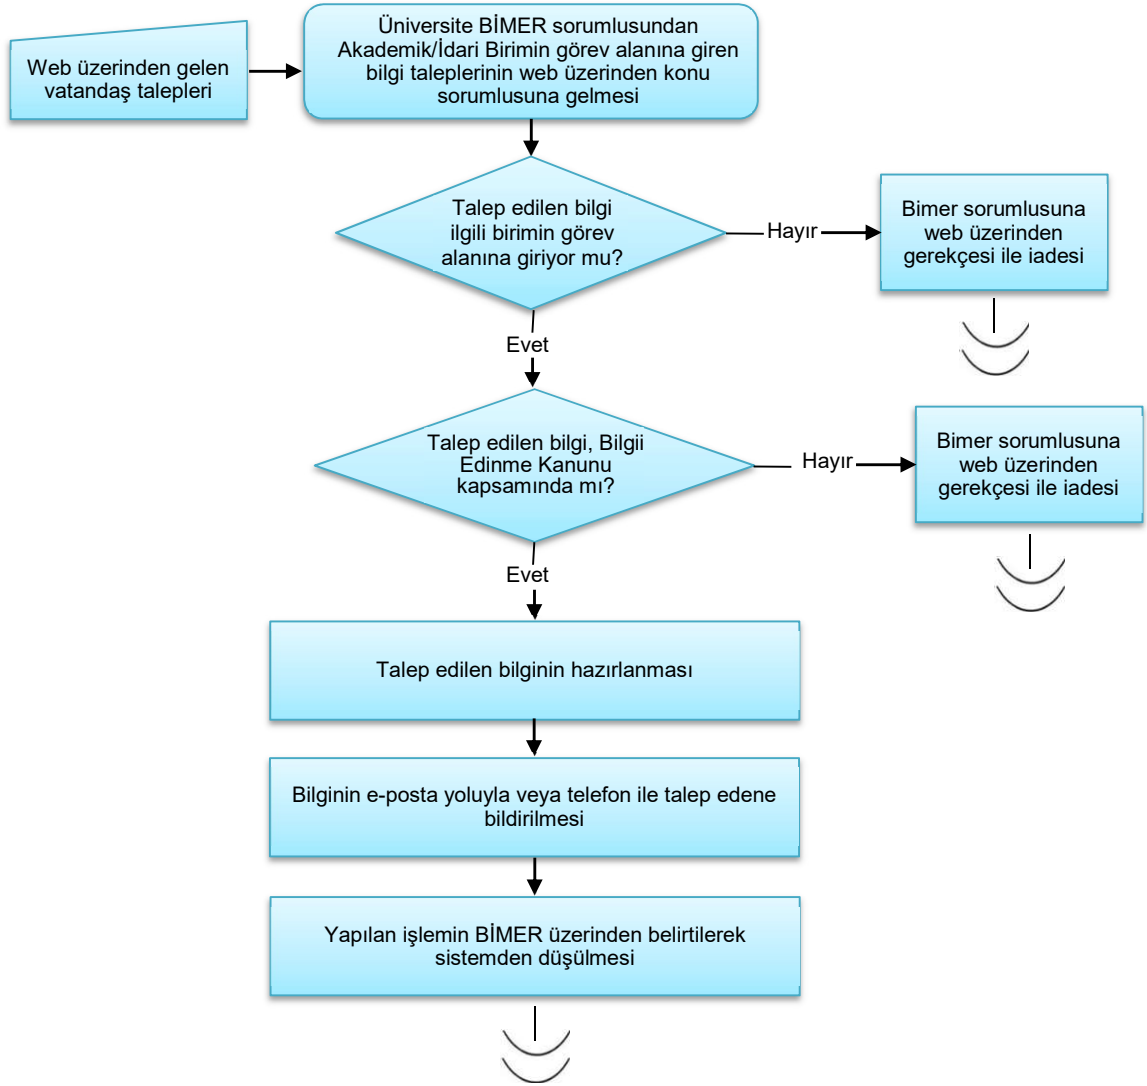 Web üzerinden gelen
vatandaş talepleri
Üniversite BİMER sorumlusundan
Akademik/İdari Birimin görev alanına giren
bilgi taleplerinin web üzerinden konu
sorumlusuna gelmesi
Talep edilen bilgi
ilgili birimin görev
alanına giriyor mu?
Hayır
Bimer sorumlusuna
web üzerinden
gerekçesi ile iadesi
Evet
Talep edilen bilgi, Bilgii
Edinme Kanunu
kapsamında mı?
Hayır
Bimer sorumlusuna
web üzerinden
gerekçesi ile iadesi
Evet
Talep edilen bilginin hazırlanması
Bilginin e-posta yoluyla veya telefon ile talep edene
bildirilmesi
Yapılan işlemin BİMER üzerinden belirtilerek
sistemden düşülmesi